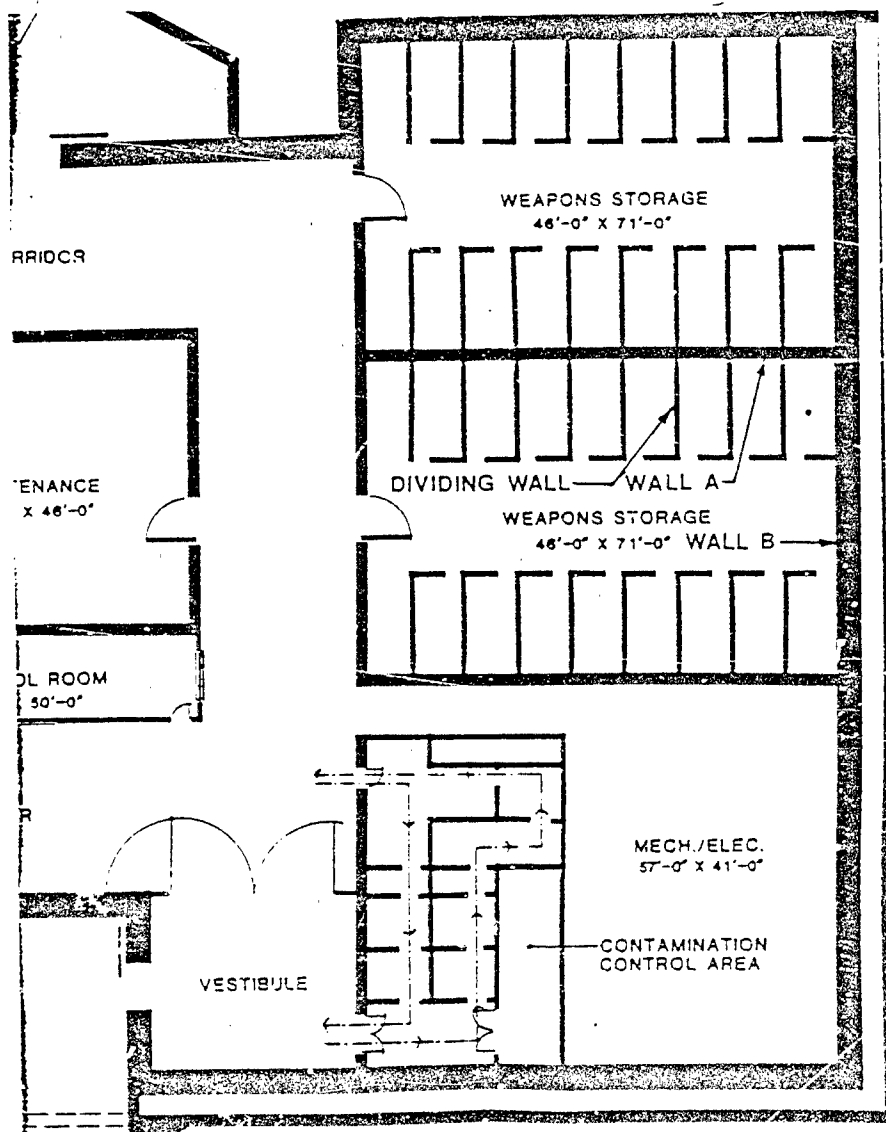 WEAPONS STORAGE
46'-0" X 71'-0"
RRIDOR
DIVIDING WALL
WALL A
TENANCE
X 46'-0"
WEAPONS STORAGE
46'-0" X 71'-0"
WALL B
OL ROOM
50'-0"
R
MECH./ELEC.
57'-0" X 41'-0"
CONTAMINATION
CONTROL AREA
VESTIBULE